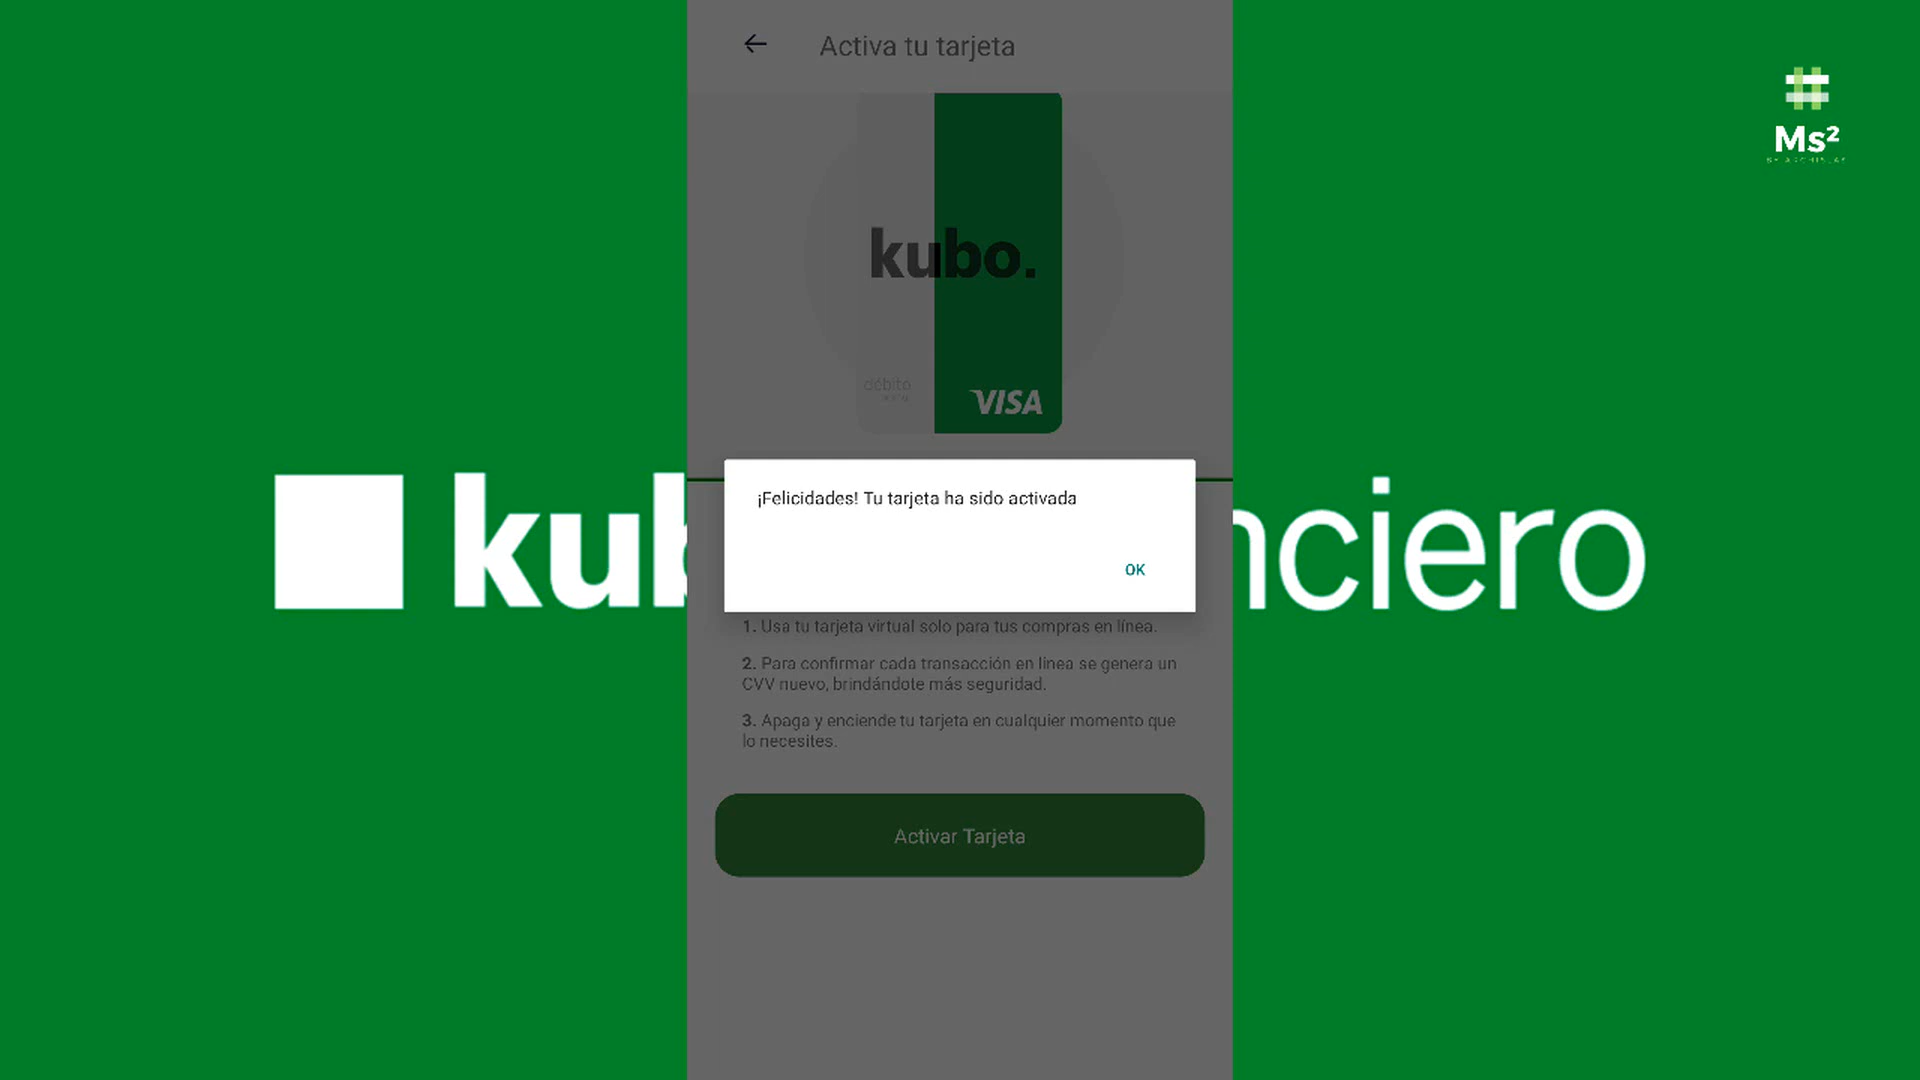 Activa tu tarjeta
Ms²
BY ARCHISLAY
kubo.
débito
VISA
kub
nciero
¡Felicidades! Tu tarjeta ha sido activada
OK
1. Usa tu tarjeta virtual solo para tus compras en línea.
2. Para confirmar cada transacción en línea se genera un
CVV nuevo, brindándote más seguridad.
3. Apaga y enciende tu tarjeta en cualquier momento que
lo necesites.
Activar Tarjeta